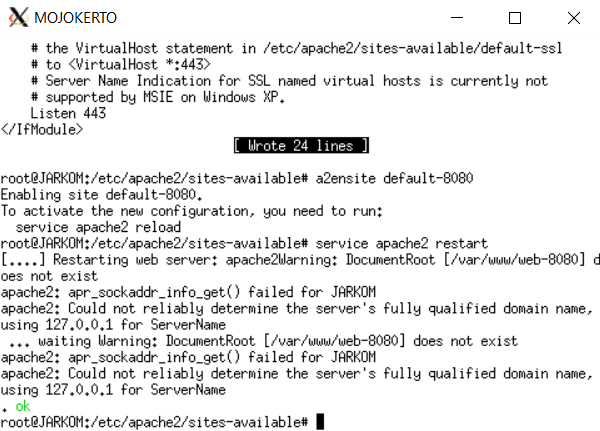 MOJOKERTO
# the VirtualHost statement in /etc/apache2/sites-available/default-ssl
# to <VirtualHost *:443>
# Server Name Indication for SSL named virtual hosts is currently not
# supported by MSIE on Windows XP.
Listen 443
</IfModule>
[ Wrote 24 lines ]
root@JARKOM:/etc/apache2/sites-available# a2ensite default-8080
Enabling site default-8080.
To activate the new configuration, you need to run:
service apache2 reload
root@JARKOM:/etc/apache2/sites-available# service apache2 restart
[....] Restarting web server: apache2Warning: DocumentRoot [/var/www/web-8080] d
oes not exist
apache2: apr_sockaddr_info_get() failed for JARKOM
apache2: Could not reliably determine the server's fully qualified domain name,
using 127.0.0.1 for ServerName
... waiting Warning: DocumentRoot [/var/www/web-8080] does not exist
apache2: apr_sockaddr_info_get() failed for JARKOM
apache2: Could not reliably determine the server's fully qualified domain name,
using 127.0.0.1 for ServerName
. ok
root@JARKOM:/etc/apache2/sites-available#